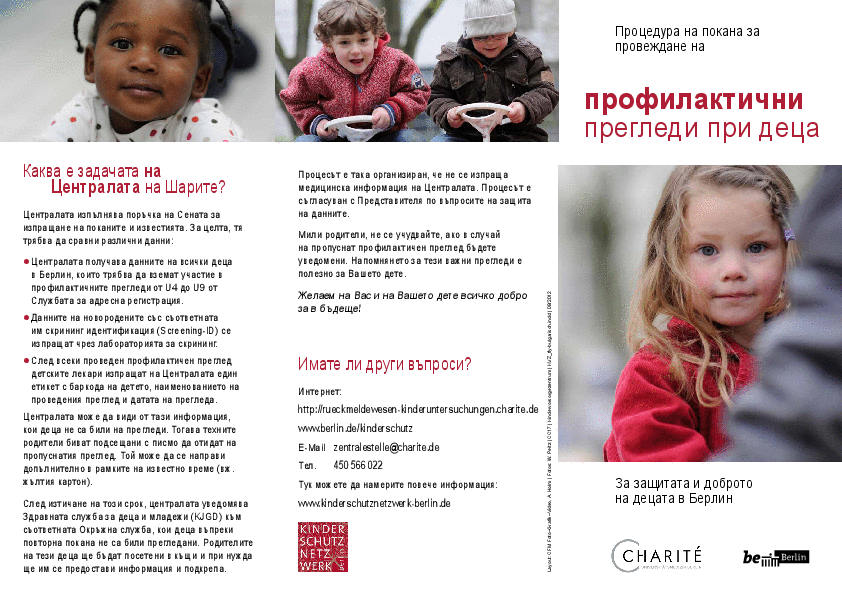 Каква е задачата на
Централата на Шарите?
Централата изпълнява поръчка на Сената за
изпращане на поканите и известията. За целта, тя
трябва да сравни различни данни:
● Централата получава данните на всички деца
в Берлин, които трябва да вземат участие в
профилактичните прегледи от U4 до U9 от
Службата за адресна регистрация.
● Данните на новородените със съответната
им скрининг идентификация (Screening-ID) се
изпращат чрез лабораторията за скрининг.
● След всеки проведен профилактичен преглед
детските лекари изпращат на Централата един
етикет с баркода на детето, наименованието на
проведения преглед и датата на прегледа.
Централата може да види от тази информация,
кои деца не са били на прегледи. Тогава техните
родители биват подсещани с писмо да отидат на
пропуснатия преглед. Той може да се направи
допълнително в рамките на известно време (вж.
жълтия картон).
След изтичане на този срок, централата уведомява
Здравната служба за деца и младежи (KJGD) към
съответната Окръжна служба, кои деца въпреки
повторна покана не са били прегледани. Родителите
на тези деца ще бъдат посетени в къщи и при нужда
ще им се предостави информация и подкрепа.
Процесът е така организиран, че не се изпраща
медицинска информация на Централата. Процесът е
съгласуван с Представителя по въпросите на защита
на данните.
Мили родители, не се учудвайте, ако в случай
на пропуснат профилактичен преглед бъдете
уведомени. Напомнянето за тези важни прегледи е
полезно за Вашето дете.
Желаем на Вас и на Вашето дете всичко добро
за в бъдеще!
Имате ли други въпроси?
Интернет:
http://rueckmeldewesen-kinderuntersuchungen.charite.de
www.berlin.de/kinderschutz
E-Mail zentralestelle@charite.de
Тел. 450 566 022
Тук можете да намерите повече информация:
www.kinderschutznetzwerk-berlin.de
KINDER
SCHUTZ
NETZ
WERK
Процедура на покана за
провеждане на
профилактични
прегледи при деца
За защитата и доброто
на децата в Берлин
CHARITÉ
be Berlin